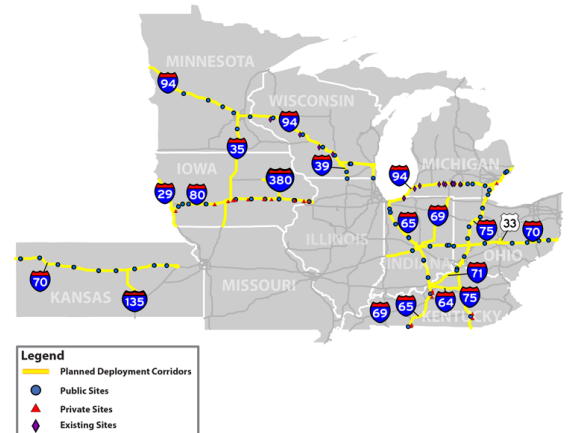 MINNESOTA
94
WISCONSIN
94
35
39
94
MICHIGAN
IOWA
380
29
80
65
69
75
33
70
ILLINOIS
INDIANA
OHIO
71
70
KANSAS
135
MISSOURI
69
65
64
75
KENTUCKY
Legend
Planned Deployment Corridors
Public Sites
Private Sites
Existing Sites